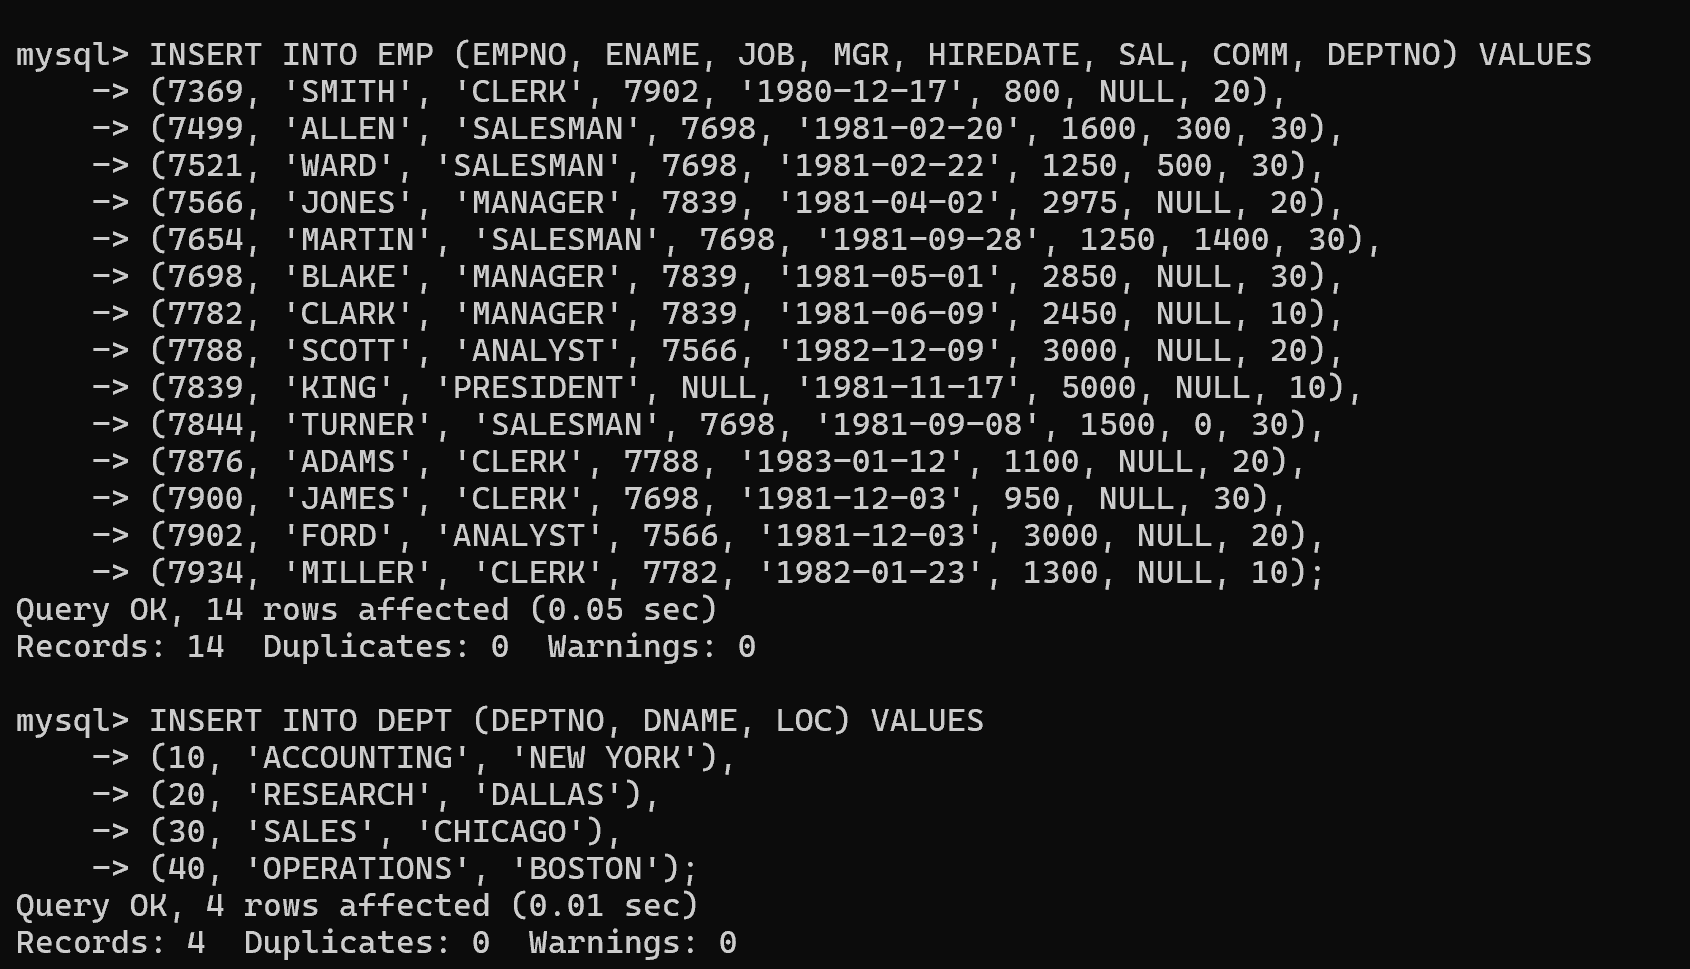 mysql> INSERT INTO EMP (EMPNO, ENAME, JOB, MGR, HIREDATE, SAL, COMM, DEPTNO) VALUES
    -> (7369, 'SMITH', 'CLERK', 7902, '1980-12-17', 800, NULL, 20),
    -> (7499, 'ALLEN', 'SALESMAN', 7698, '1981-02-20', 1600, 300, 30),
    -> (7521, 'WARD', 'SALESMAN', 7698, '1981-02-22', 1250, 500, 30),
    -> (7566, 'JONES', 'MANAGER', 7839, '1981-04-02', 2975, NULL, 20),
    -> (7654, 'MARTIN', 'SALESMAN', 7698, '1981-09-28', 1250, 1400, 30),
    -> (7698, 'BLAKE', 'MANAGER', 7839, '1981-05-01', 2850, NULL, 30),
    -> (7782, 'CLARK', 'MANAGER', 7839, '1981-06-09', 2450, NULL, 10),
    -> (7788, 'SCOTT', 'ANALYST', 7566, '1982-12-09', 3000, NULL, 20),
    -> (7839, 'KING', 'PRESIDENT', NULL, '1981-11-17', 5000, NULL, 10),
    -> (7844, 'TURNER', 'SALESMAN', 7698, '1981-09-08', 1500, 0, 30),
    -> (7876, 'ADAMS', 'CLERK', 7788, '1983-01-12', 1100, NULL, 20),
    -> (7900, 'JAMES', 'CLERK', 7698, '1981-12-03', 950, NULL, 30),
    -> (7902, 'FORD', 'ANALYST', 7566, '1981-12-03', 3000, NULL, 20),
    -> (7934, 'MILLER', 'CLERK', 7782, '1982-01-23', 1300, NULL, 10);
Query OK, 14 rows affected (0.05 sec)
Records: 14  Duplicates: 0  Warnings: 0

mysql> INSERT INTO DEPT (DEPTNO, DNAME, LOC) VALUES
    -> (10, 'ACCOUNTING', 'NEW YORK'),
    -> (20, 'RESEARCH', 'DALLAS'),
    -> (30, 'SALES', 'CHICAGO'),
    -> (40, 'OPERATIONS', 'BOSTON');
Query OK, 4 rows affected (0.01 sec)
Records: 4  Duplicates: 0  Warnings: 0